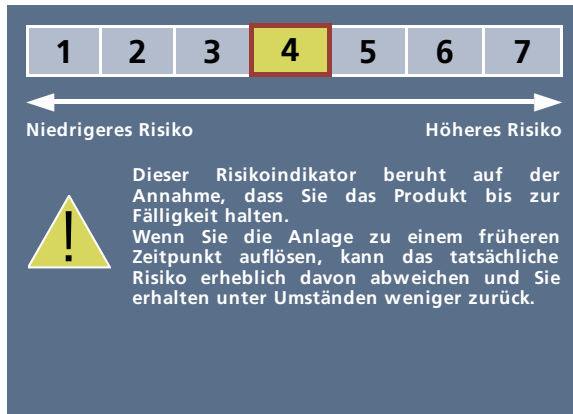 1 2 3 4 5 6 7
Niedrigeres Risiko Höheres Risiko
Dieser Risikoindikator beruht auf der
Annahme, dass Sie das Produkt bis zur
Fälligkeit halten.
Wenn Sie die Anlage zu einem früheren
Zeitpunkt auflösen, kann das tatsächliche
Risiko erheblich davon abweichen und Sie
erhalten unter Umständen weniger zurück.
!